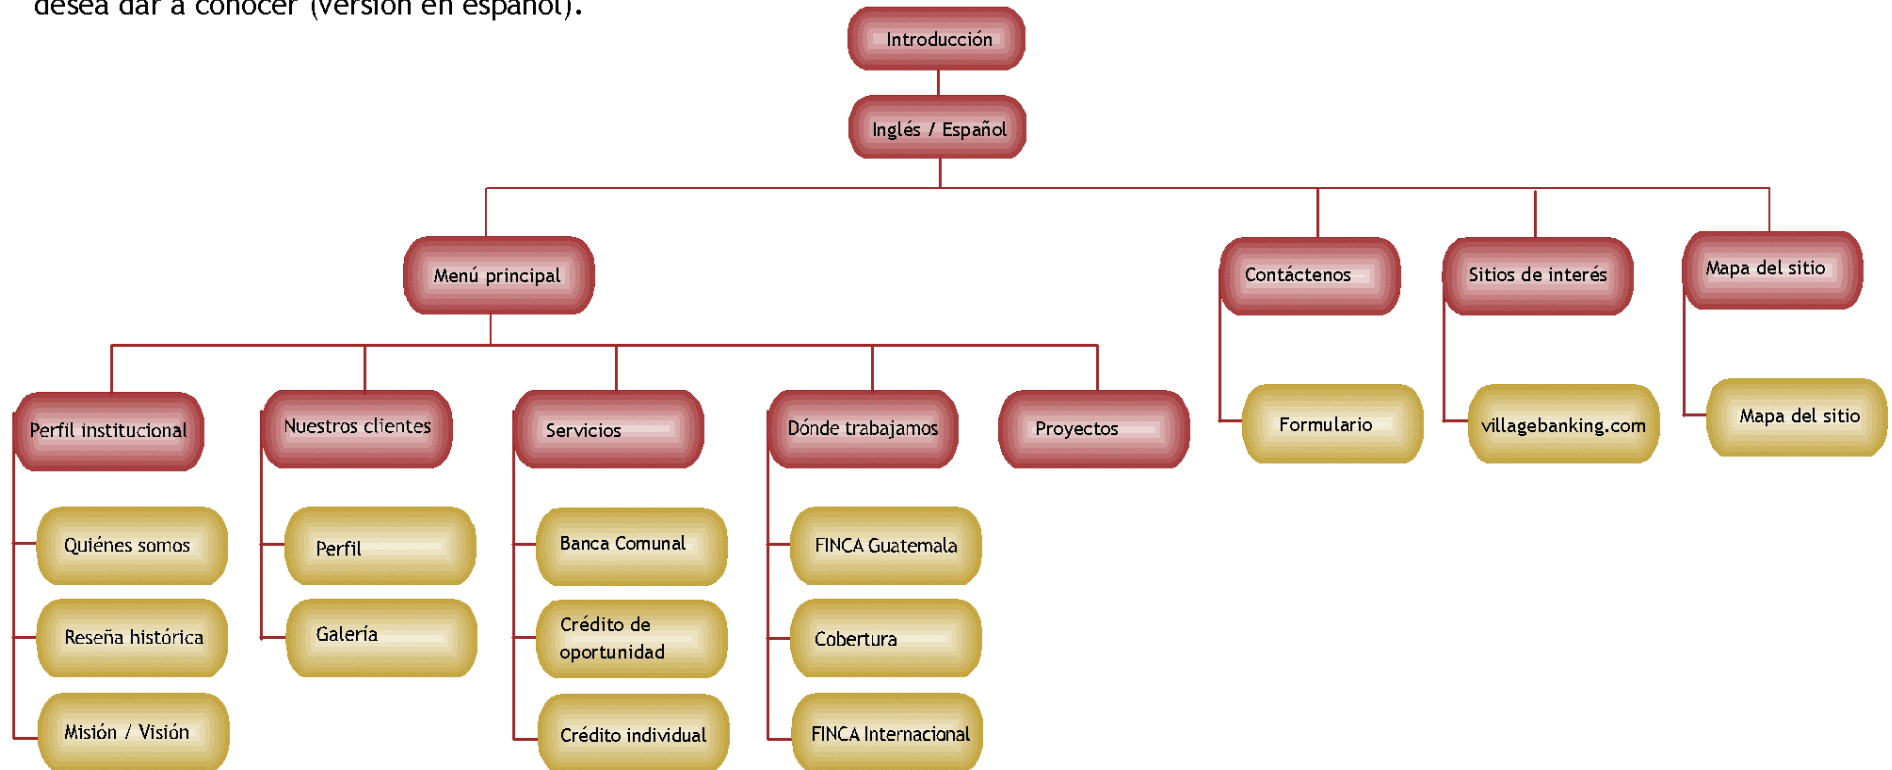 desea dar a conocer (versión en español).
Introducción
Inglés / Español
Menú principal
Contáctenos
Sitios de interés
Mapa del sitio
Perfil institucional
Nuestros clientes
Servicios
Dónde trabajamos
Proyectos
Formulario
villagebanking.com
Mapa del sitio
Quiénes somos
Perfil
Banca Comunal
FINCA Guatemala
Reseña histórica
Galería
Crédito de
oportunidad
Cobertura
Misión / Visión
Crédito individual
FINCA Internacional